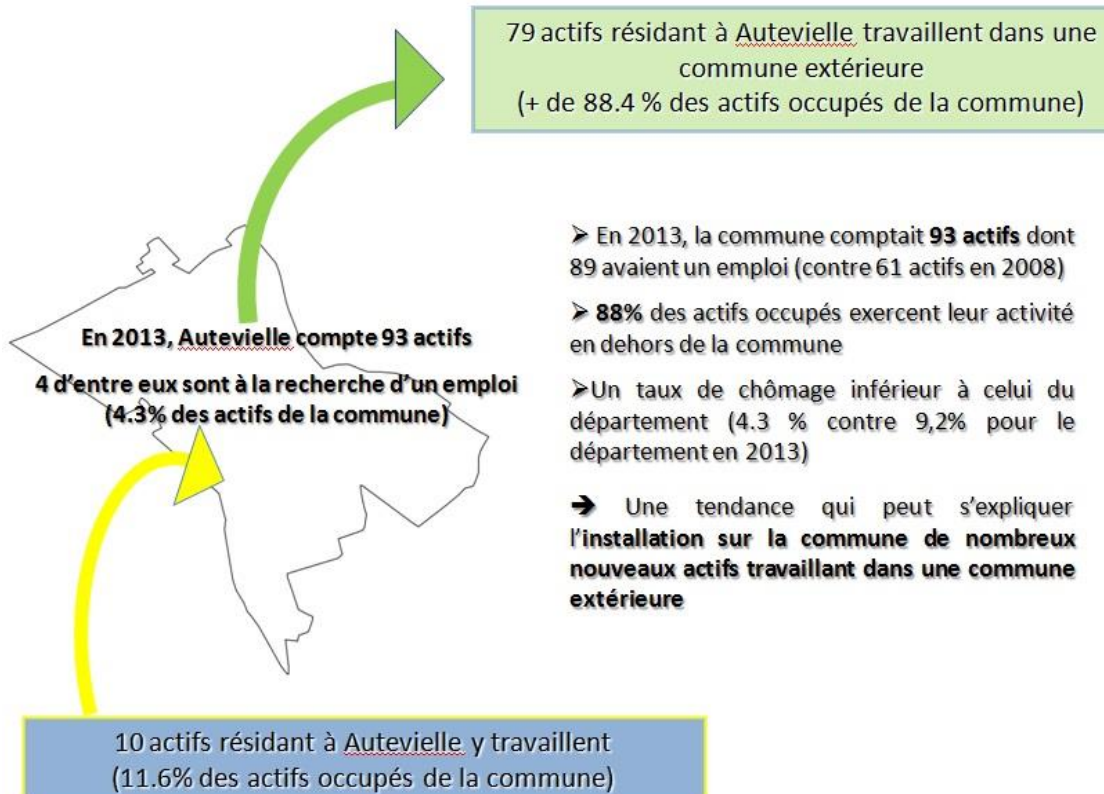 79 actifs résidant à Autevielle travaillent dans une
commune extérieure
(+ de 88.4 % des actifs occupés de la commune)
En 2013, Autevielle compte 93 actifs
4 d'entre eux sont à la recherche d'un emploi
(4.3% des actifs de la commune)
➤ En 2013, la commune comptait 93 actifs dont
89 avaient un emploi (contre 61 actifs en 2008)
➤ 88% des actifs occupés exercent leur activité
en dehors de la commune
➤Un taux de chômage inférieur à celui du
département (4.3 % contre 9,2% pour le
département en 2013)
➔ Une tendance qui peut s'expliquer
l'installation sur la commune de nombreux
nouveaux actifs travaillant dans une commune
extérieure
10 actifs résidant à Autevielle y travaillent
(11.6% des actifs occupés de la commune)